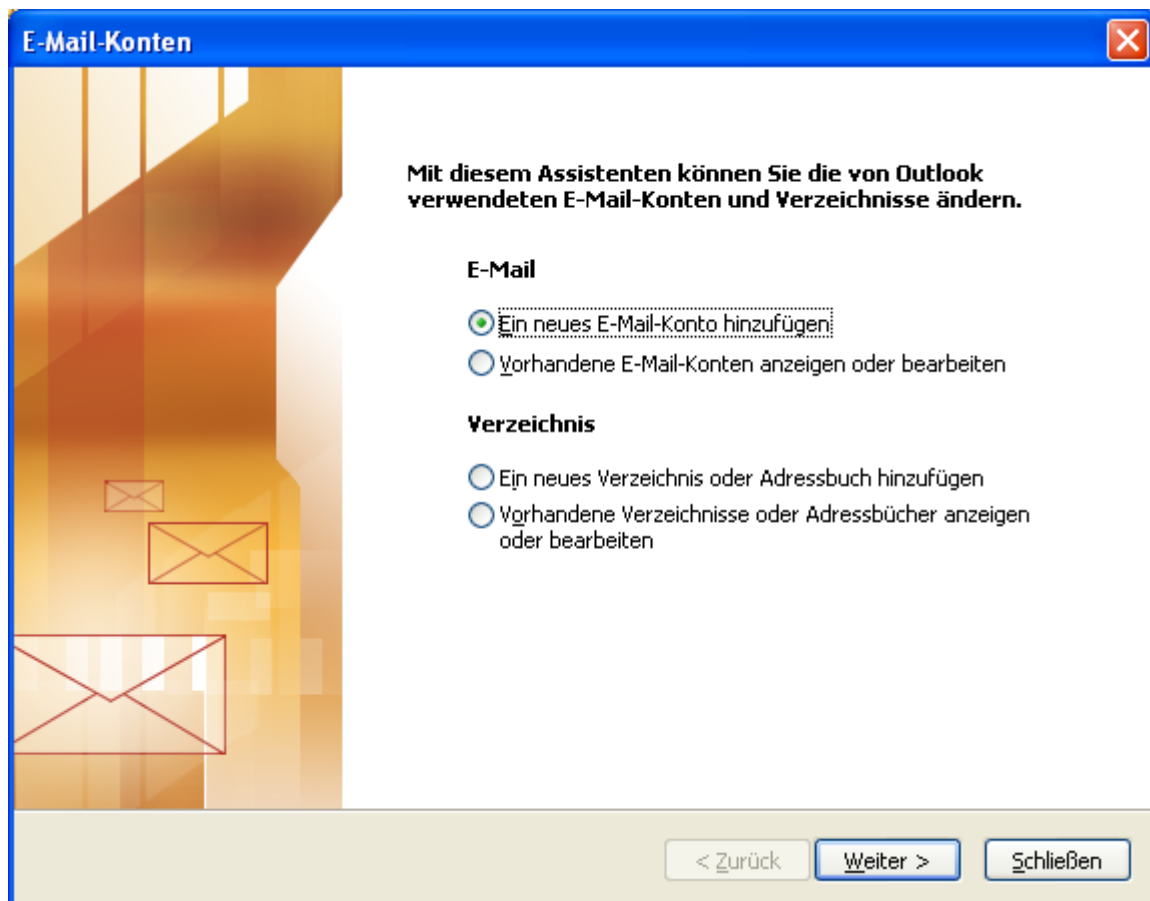 E-Mail-Konten
Mit diesem Assistenten können Sie die von Outlook
verwendeten E-Mail-Konten und Verzeichnisse ändern.
E-Mail
Ein neues E-Mail-Konto hinzufügen
Vorhandene E-Mail-Konten anzeigen oder bearbeiten
Verzeichnis
Ein neues Verzeichnis oder Adressbuch hinzufügen
Vorhandene Verzeichnisse oder Adressbücher anzeigen
oder bearbeiten
< Zurück
Weiter >
Schließen